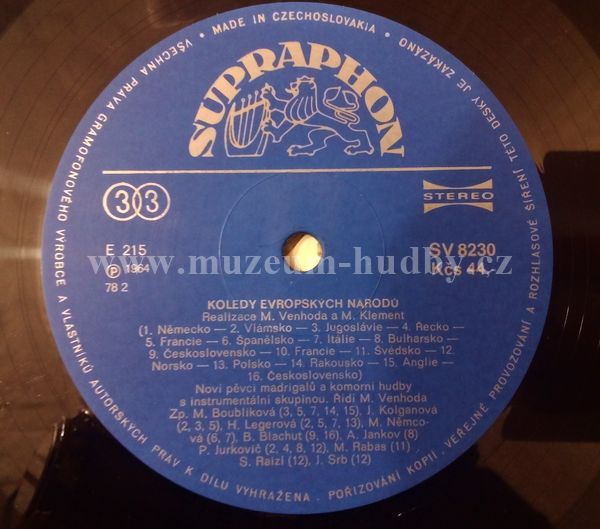 VŠECHNA PRÁVA GRAMOFONOVÉHO VÝROBCE A VLASTNÍKŮ AUTORSKÝCH PRÁV K DÍLU VYHRAŽENA . POŘIZOVÁNÍ KOPIÍ . VEŘEJNÉ PROVOZOVÁNÍ A ROZHLASOVÉ ŠÍŘENÍ TÉTO DESKY JE ZAKÁZÁNO
• MADE IN CZECHOSLOVAKIA •
SUPRAPHON
33
STEREO
E 215
SV 8230
℗ 1964
Kčs 44,-
78 2
www.muzeum-hudby.cz
KOLEDY EVROPSKÝCH NÁRODŮ
Realizace M. Venhoda a M. Klement
(1. Německo — 2. Vlámsko — 3. Jugoslávie — 4. Řecko —
5. Francie — 6. Španělsko — 7. Itálie — 8. Bulharsko —
9. Československo — 10. Francie — 11. Švédsko — 12.
Norsko — 13. Polsko — 14. Rakousko — 15. Anglie —
16. Československo)
Noví pěvci madrigalů a komorní hudby
s instrumentální skupinou. Řídí M. Venhoda
Zp. M. Boublíková (3, 5, 7, 14, 15), J. Kolganová
(2, 3, 5), H. Legerová (2, 5, 7, 13), M. Němco-
vá (6, 7), B. Blachut (9, 16), A. Jankov (8)
P. Jurkovič (2, 4, 8, 12), M. Rabas (11)
S. Raizl (12), J. Srb (12)